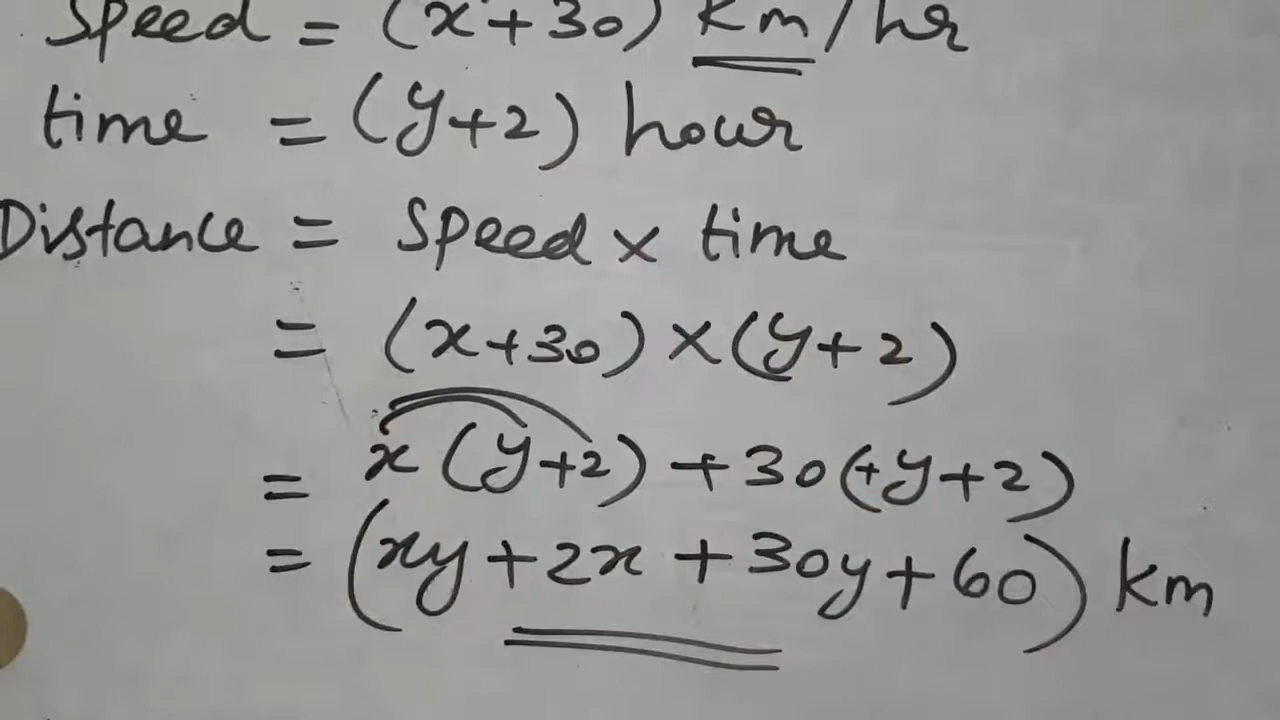 Speed = (x+30) km/hr
time = (y+2) hour
Distance = Speed × time
= (x+30) × (y+2)
= x(y+2) + 30(+y+2)
= (xy+2x+30y+60) km